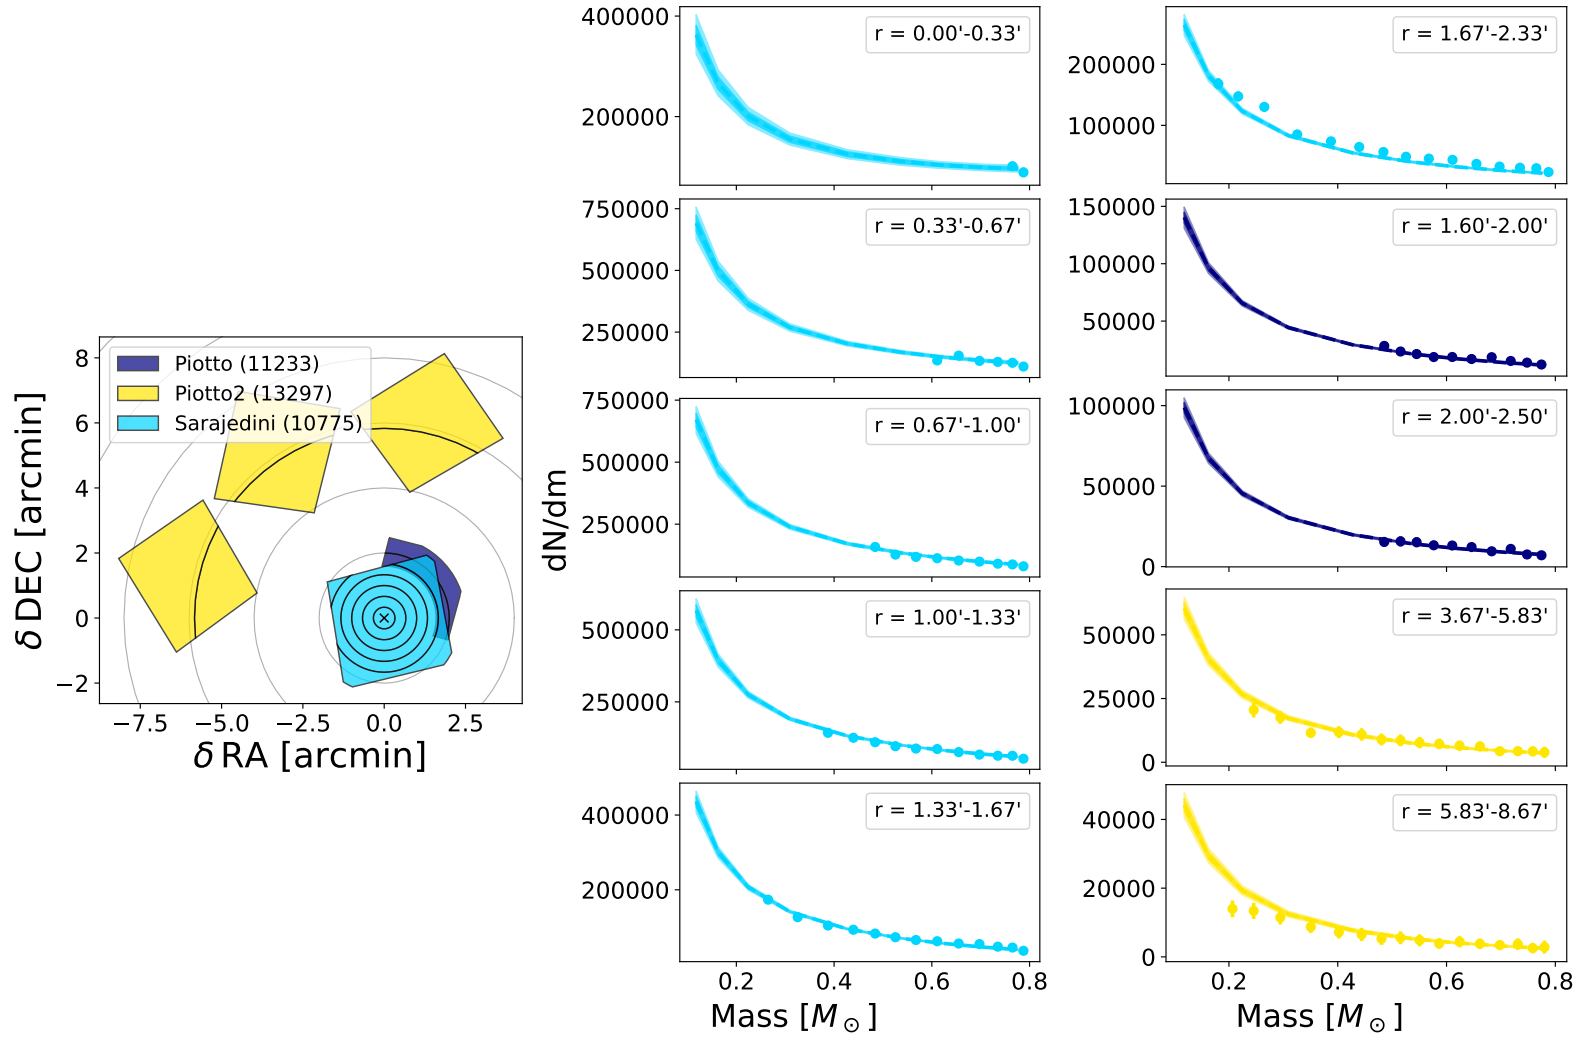 8
6
4
2
0
−2
−7.5
−5.0
−2.5
0.0
2.5
δ DEC [arcmin]
δ RA [arcmin]
Piotto (11233)
Piotto2 (13297)
Sarajedini (10775)
dN/dm
400000
200000
r = 0.00'-0.33'
750000
500000
250000
r = 0.33'-0.67'
750000
500000
250000
r = 0.67'-1.00'
500000
250000
r = 1.00'-1.33'
400000
200000
r = 1.33'-1.67'
0.2
0.4
0.6
0.8
Mass [M⊙]
200000
100000
r = 1.67'-2.33'
150000
100000
50000
r = 1.60'-2.00'
100000
50000
0
r = 2.00'-2.50'
50000
25000
0
r = 3.67'-5.83'
40000
20000
0
r = 5.83'-8.67'
0.2
0.4
0.6
0.8
Mass [M⊙]